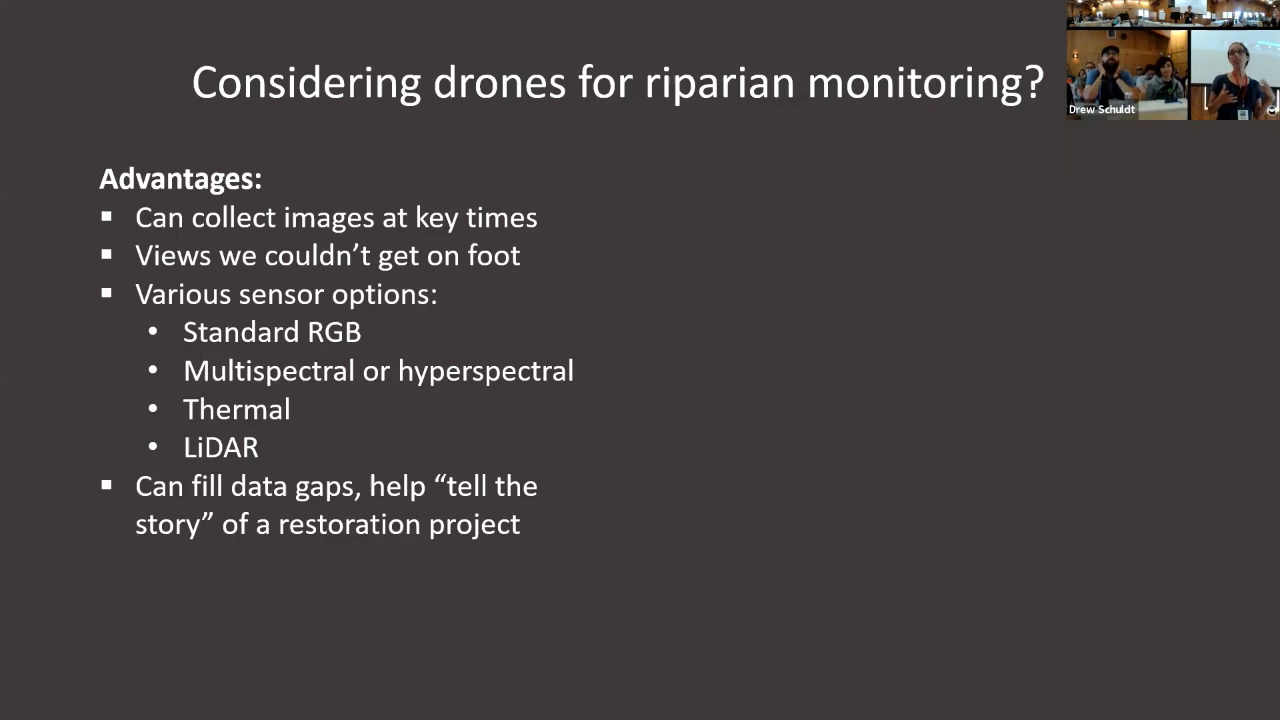 Considering drones for riparian monitoring?
Drew Schuldt
Advantages:
▪ Can collect images at key times
▪ Views we couldn’t get on foot
▪ Various sensor options:
• Standard RGB
• Multispectral or hyperspectral
• Thermal
• LiDAR
▪ Can fill data gaps, help “tell the
story” of a restoration project